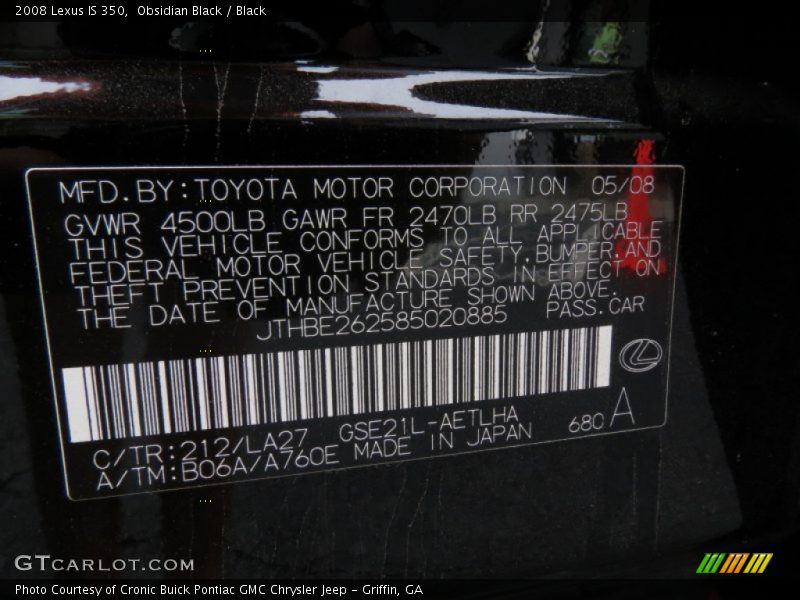 2008 Lexus IS 350,  Obsidian Black / Black
MFD.BY:TOYOTA MOTOR CORPORATION 05/08
GVWR 4500LB GAWR FR 2470LB RR 2475LB
THIS VEHICLE CONFORMS TO ALL APPLICABLE
FEDERAL MOTOR VEHICLE SAFETY,BUMPER,AND
THEFT PREVENTION STANDARDS IN EFFECT ON
THE DATE OF MANUFACTURE SHOWN ABOVE.
JTHBE262585020885 PASS.CAR
C/TR:212/LA27 GSE21L-AETLHA 680 A
A/TM:B06A/A760E MADE IN JAPAN
GTCARLOT.COM
Photo Courtesy of Cronic Buick Pontiac GMC Chrysler Jeep - Griffin, GA